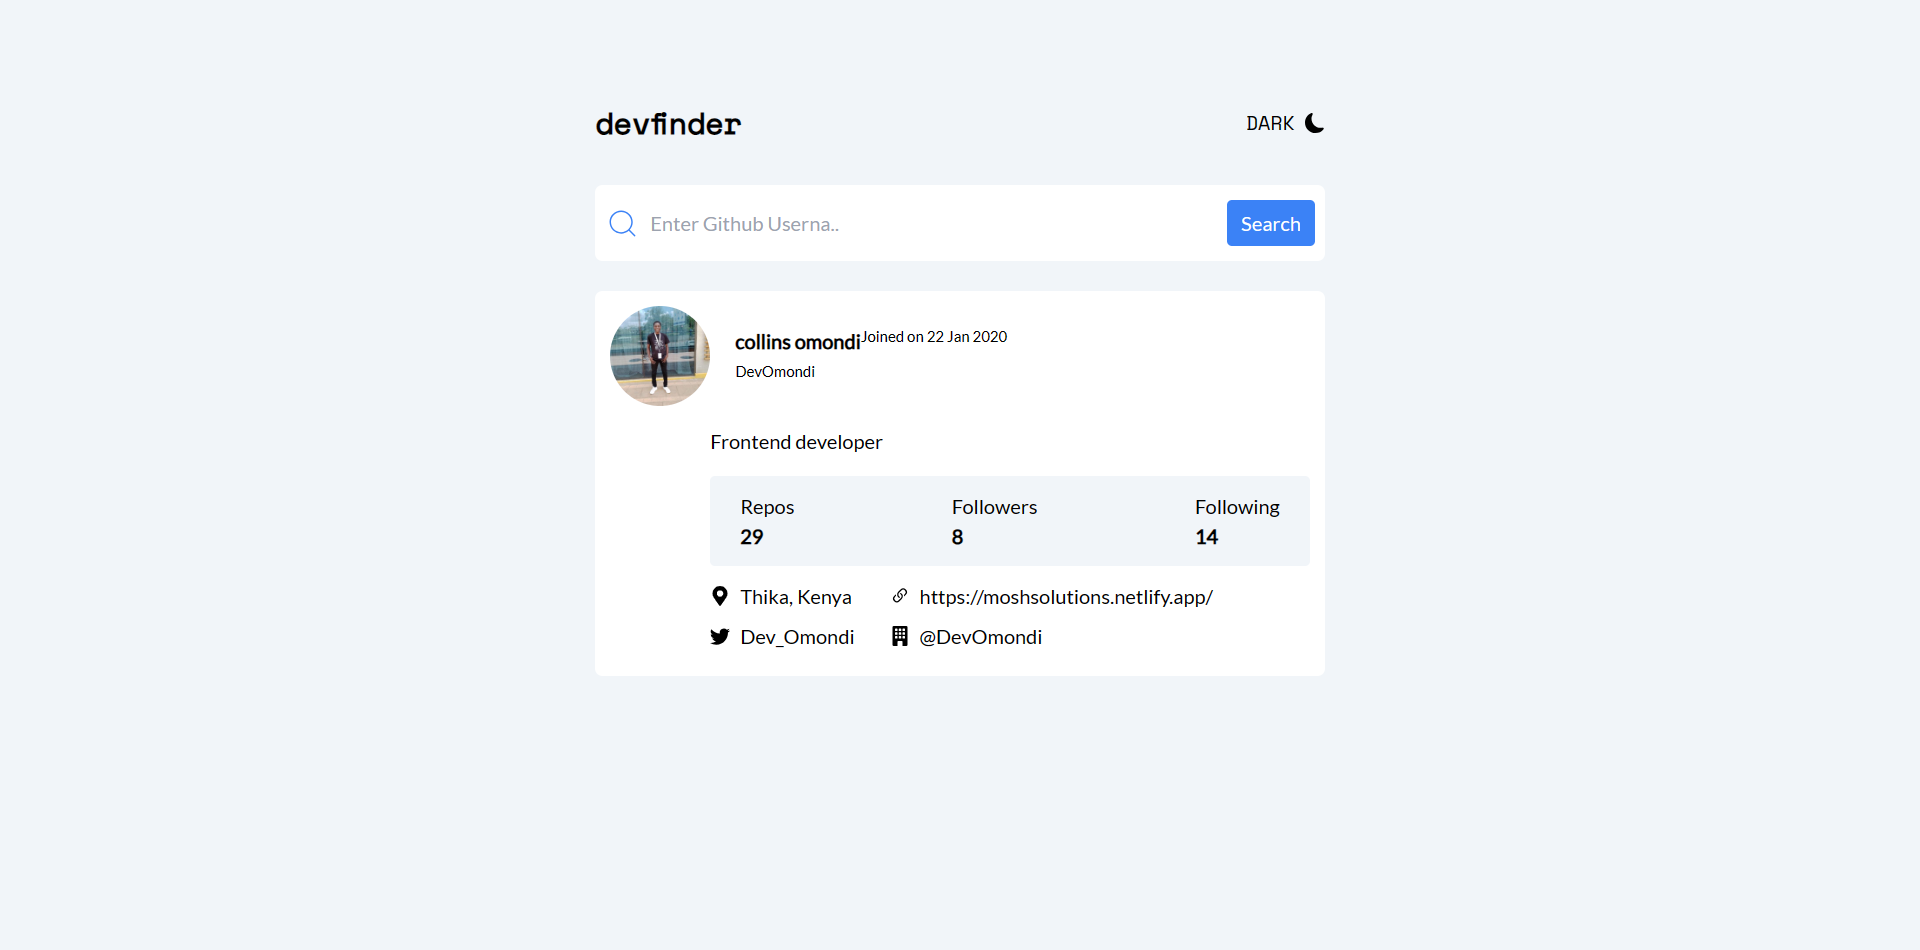 devfinder
DARK
Enter Github Userna..
Search
collins omondi Joined on 22 Jan 2020
DevOmondi
Frontend developer
Repos Followers Following
29 8 14
Thika, Kenya https://moshsolutions.netlify.app/
Dev_Omondi @DevOmondi